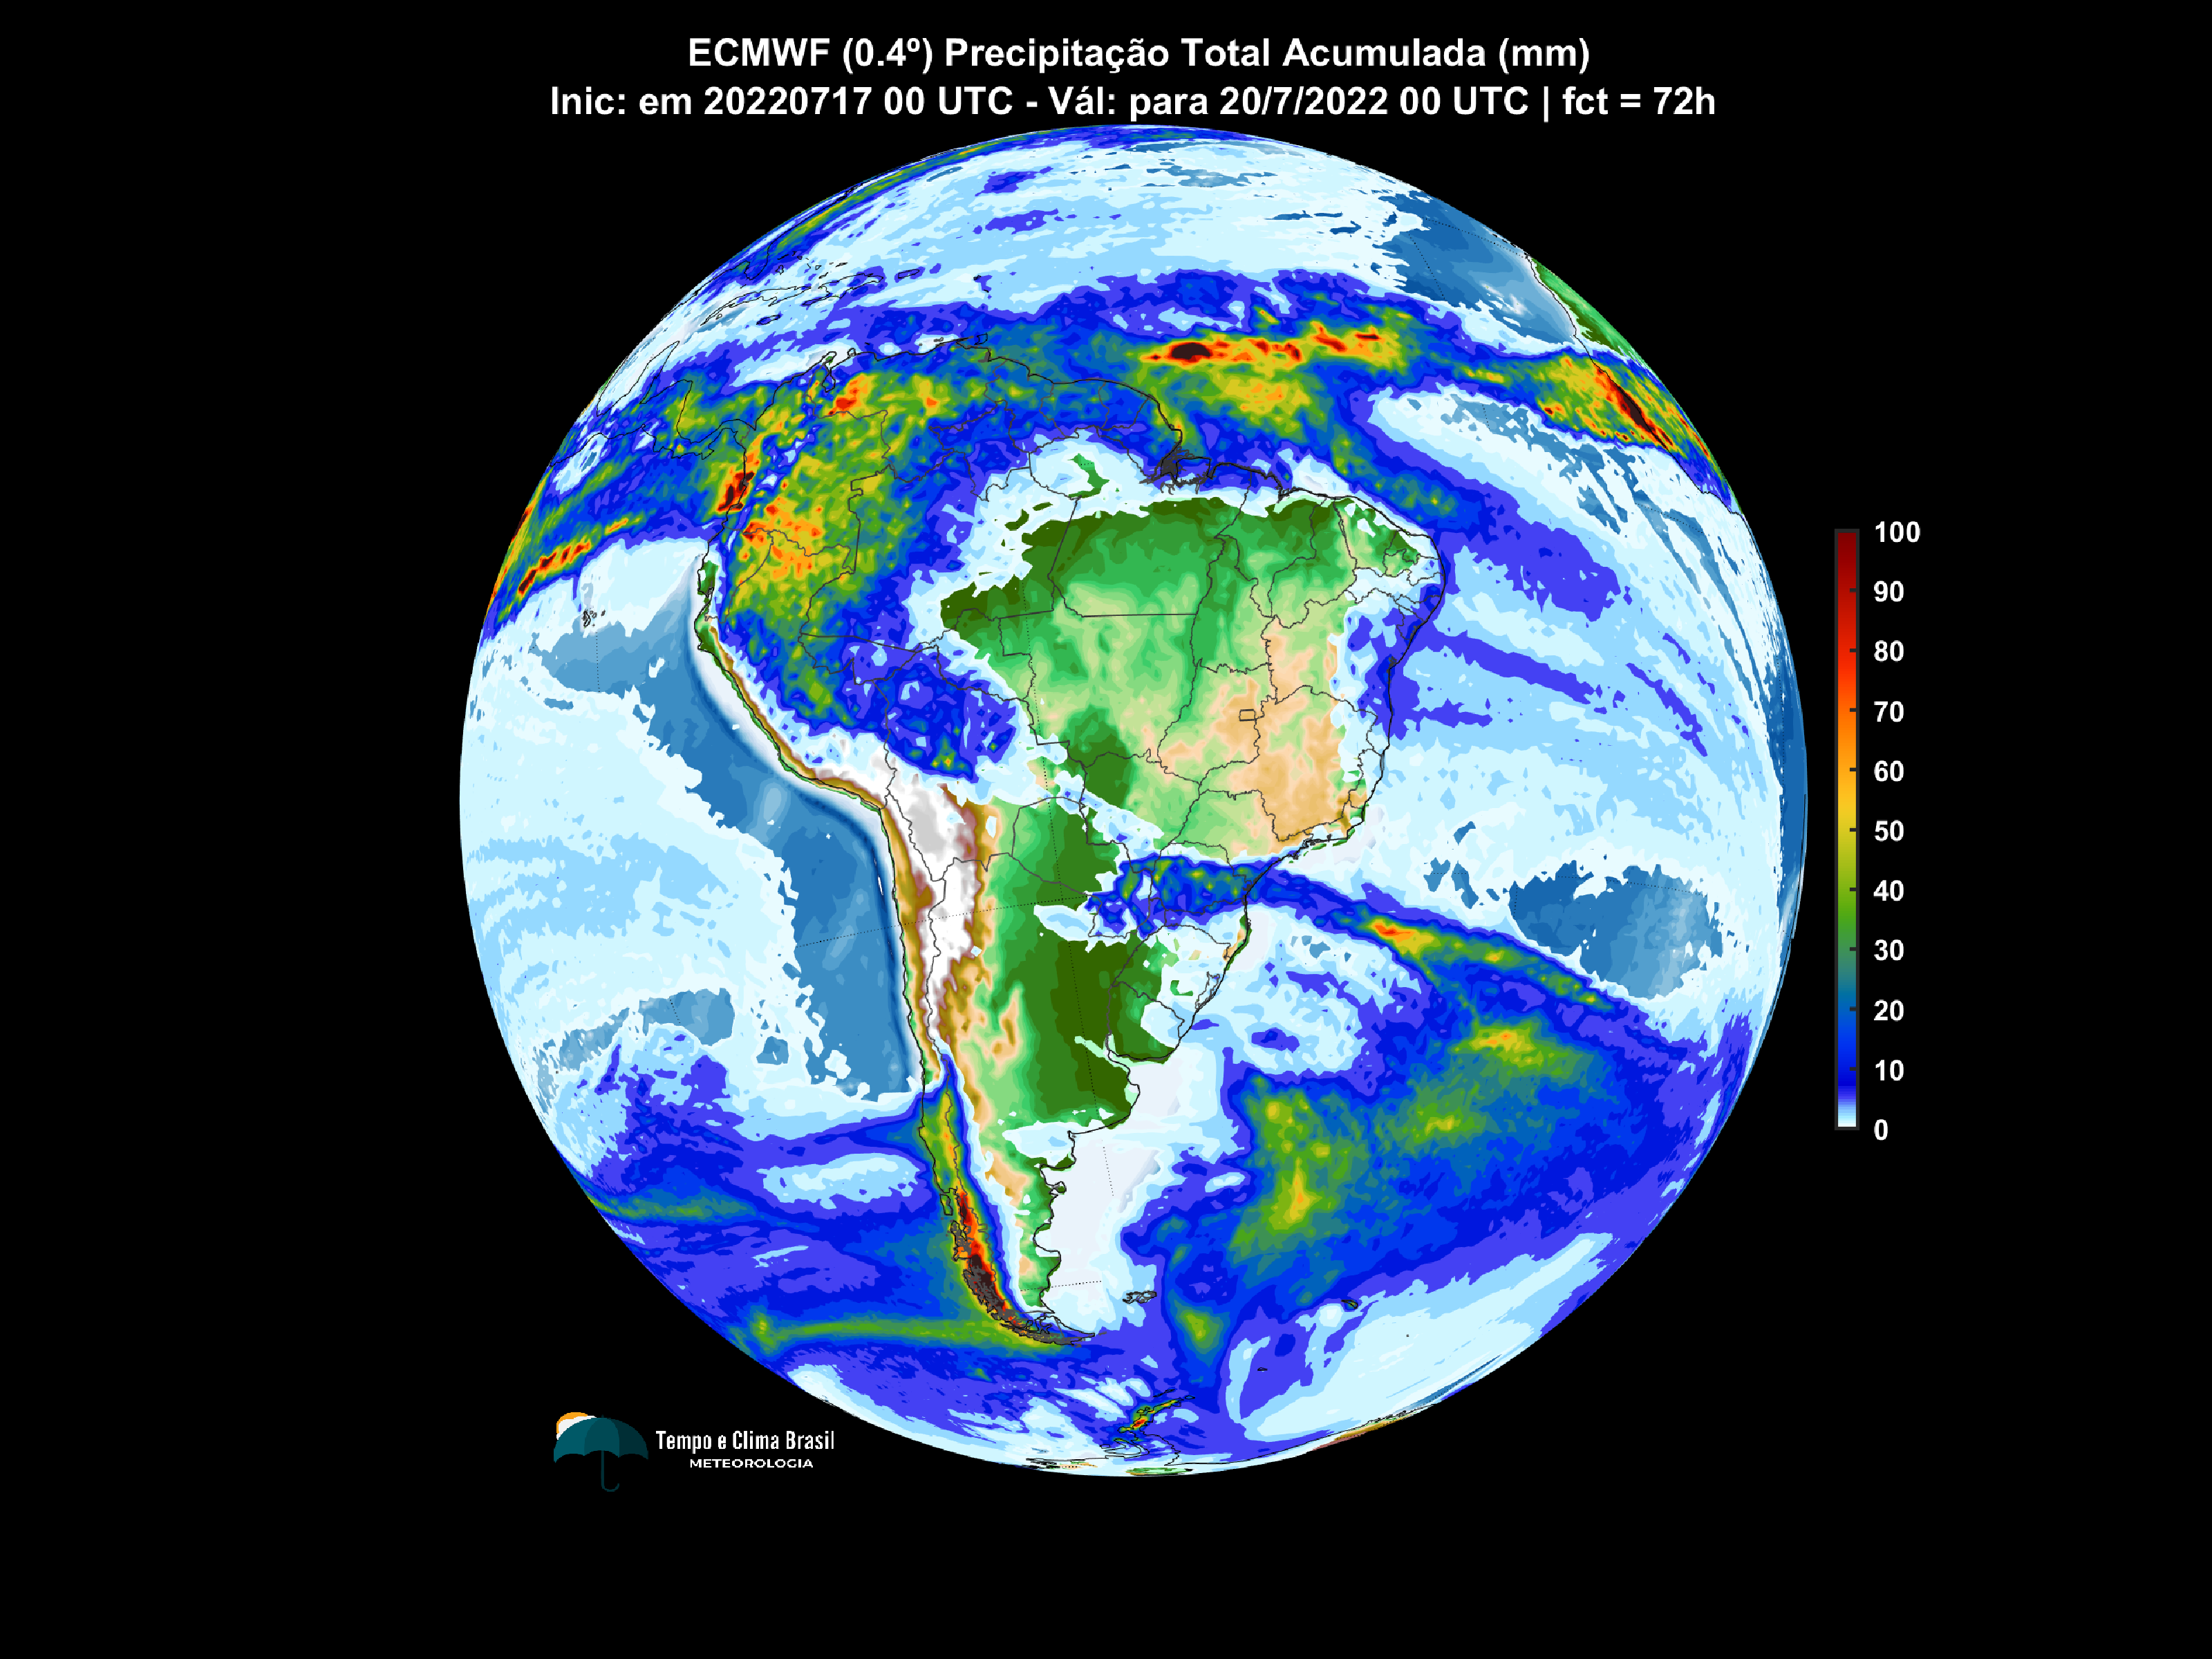 ECMWF (0.4º) Precipitação Total Acumulada (mm)
Inic: em 20220717 00 UTC - Vál: para 20/7/2022 00 UTC | fct = 72h
100
90
80
70
60
50
40
30
20
10
0
Tempo e Clima Brasil
METEOROLOGIA